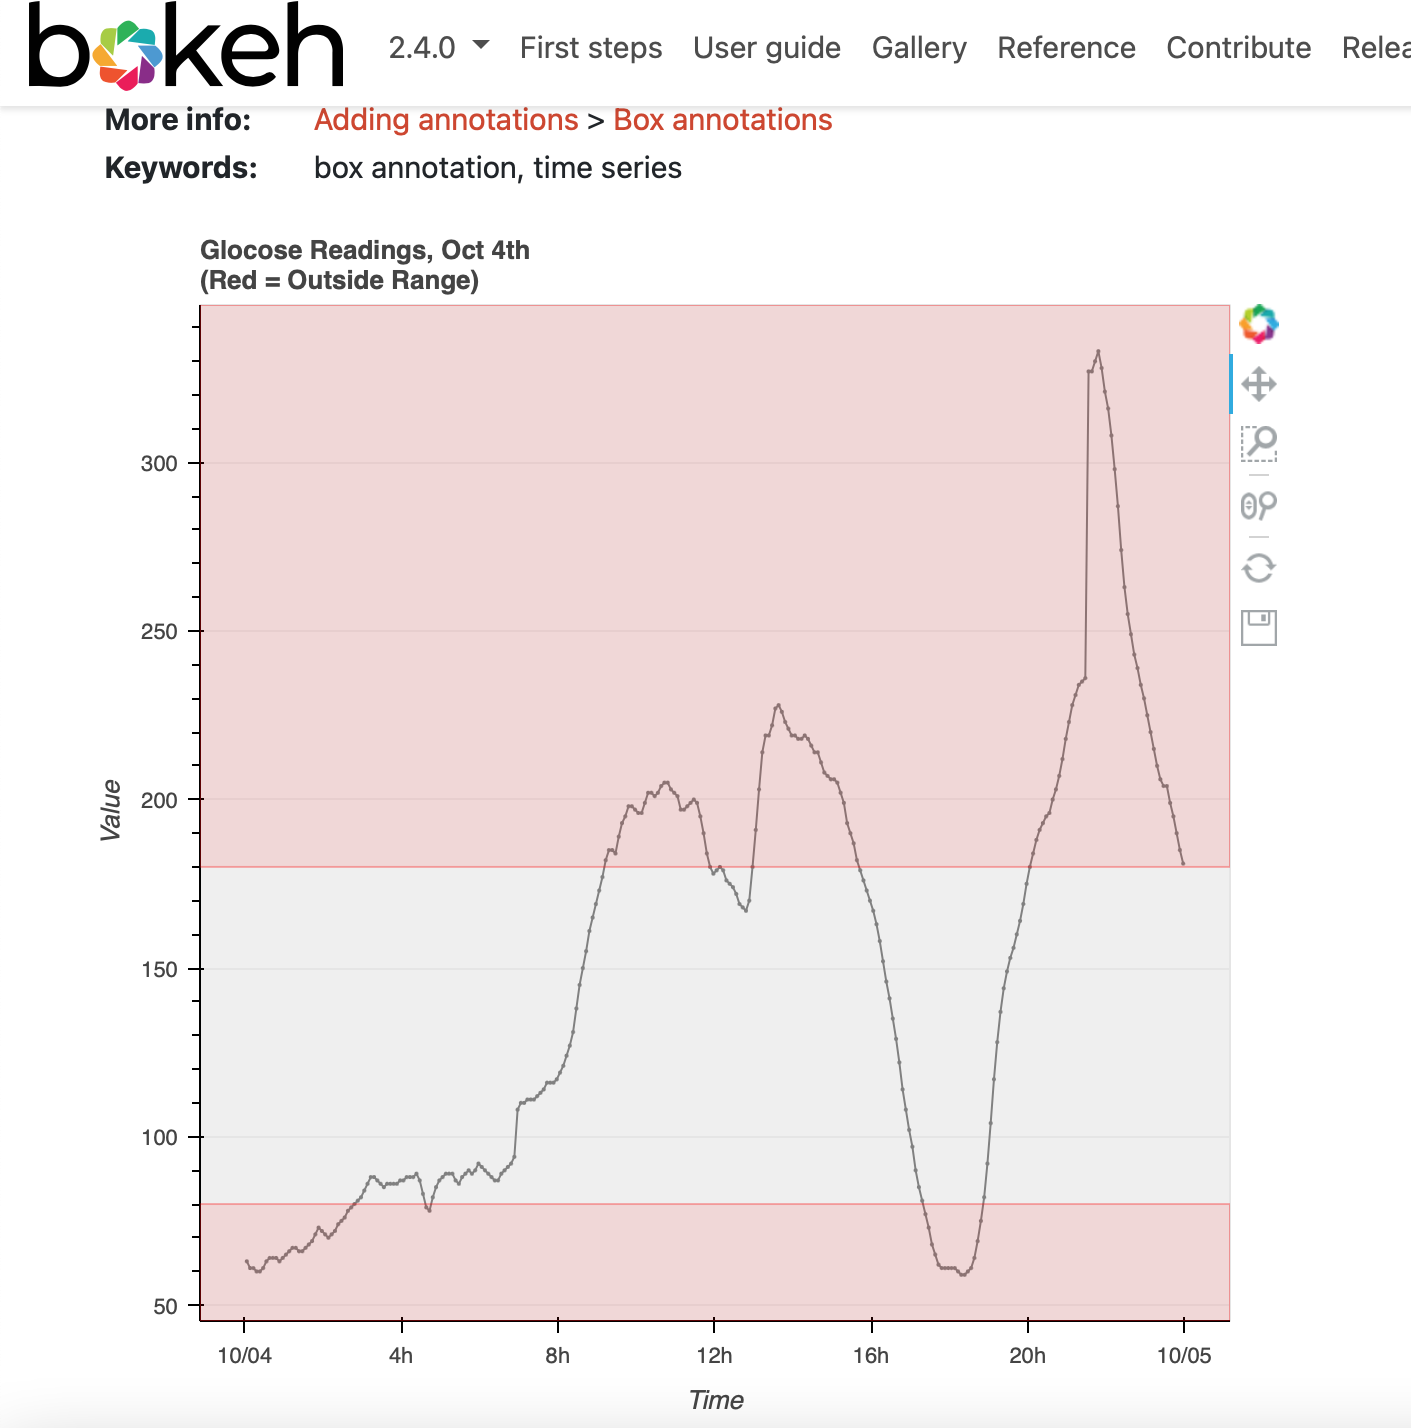 bokeh 2.4.0 First steps User guide Gallery Reference Contribute Relea
More info: Adding annotations > Box annotations
Keywords: box annotation, time series
Glocose Readings, Oct 4th
(Red = Outside Range)
300
250
200
150
100
50
Value
10/04 4h 8h 12h 16h 20h 10/05
Time